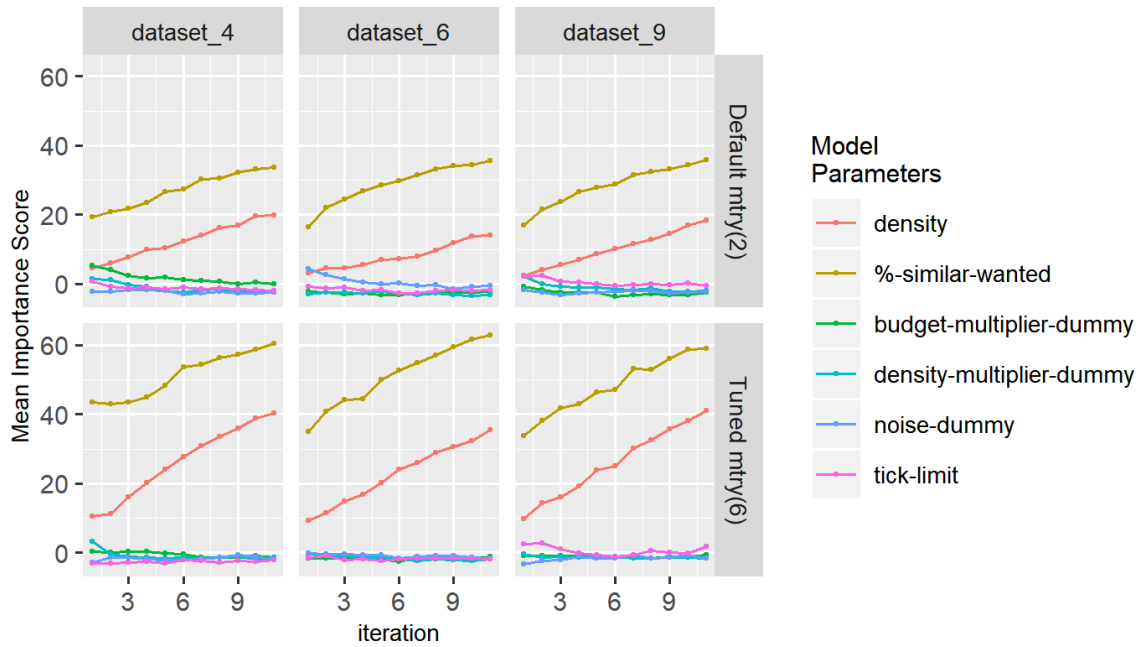 dataset_4
dataset_6
dataset_9
Mean Importance Score
60
40
20
0
Default mtry(2)
60
40
20
0
Tuned mtry(6)
3 6 9
3 6 9
3 6 9
iteration
Model
Parameters
density
%-similar-wanted
budget-multiplier-dummy
density-multiplier-dummy
noise-dummy
tick-limit